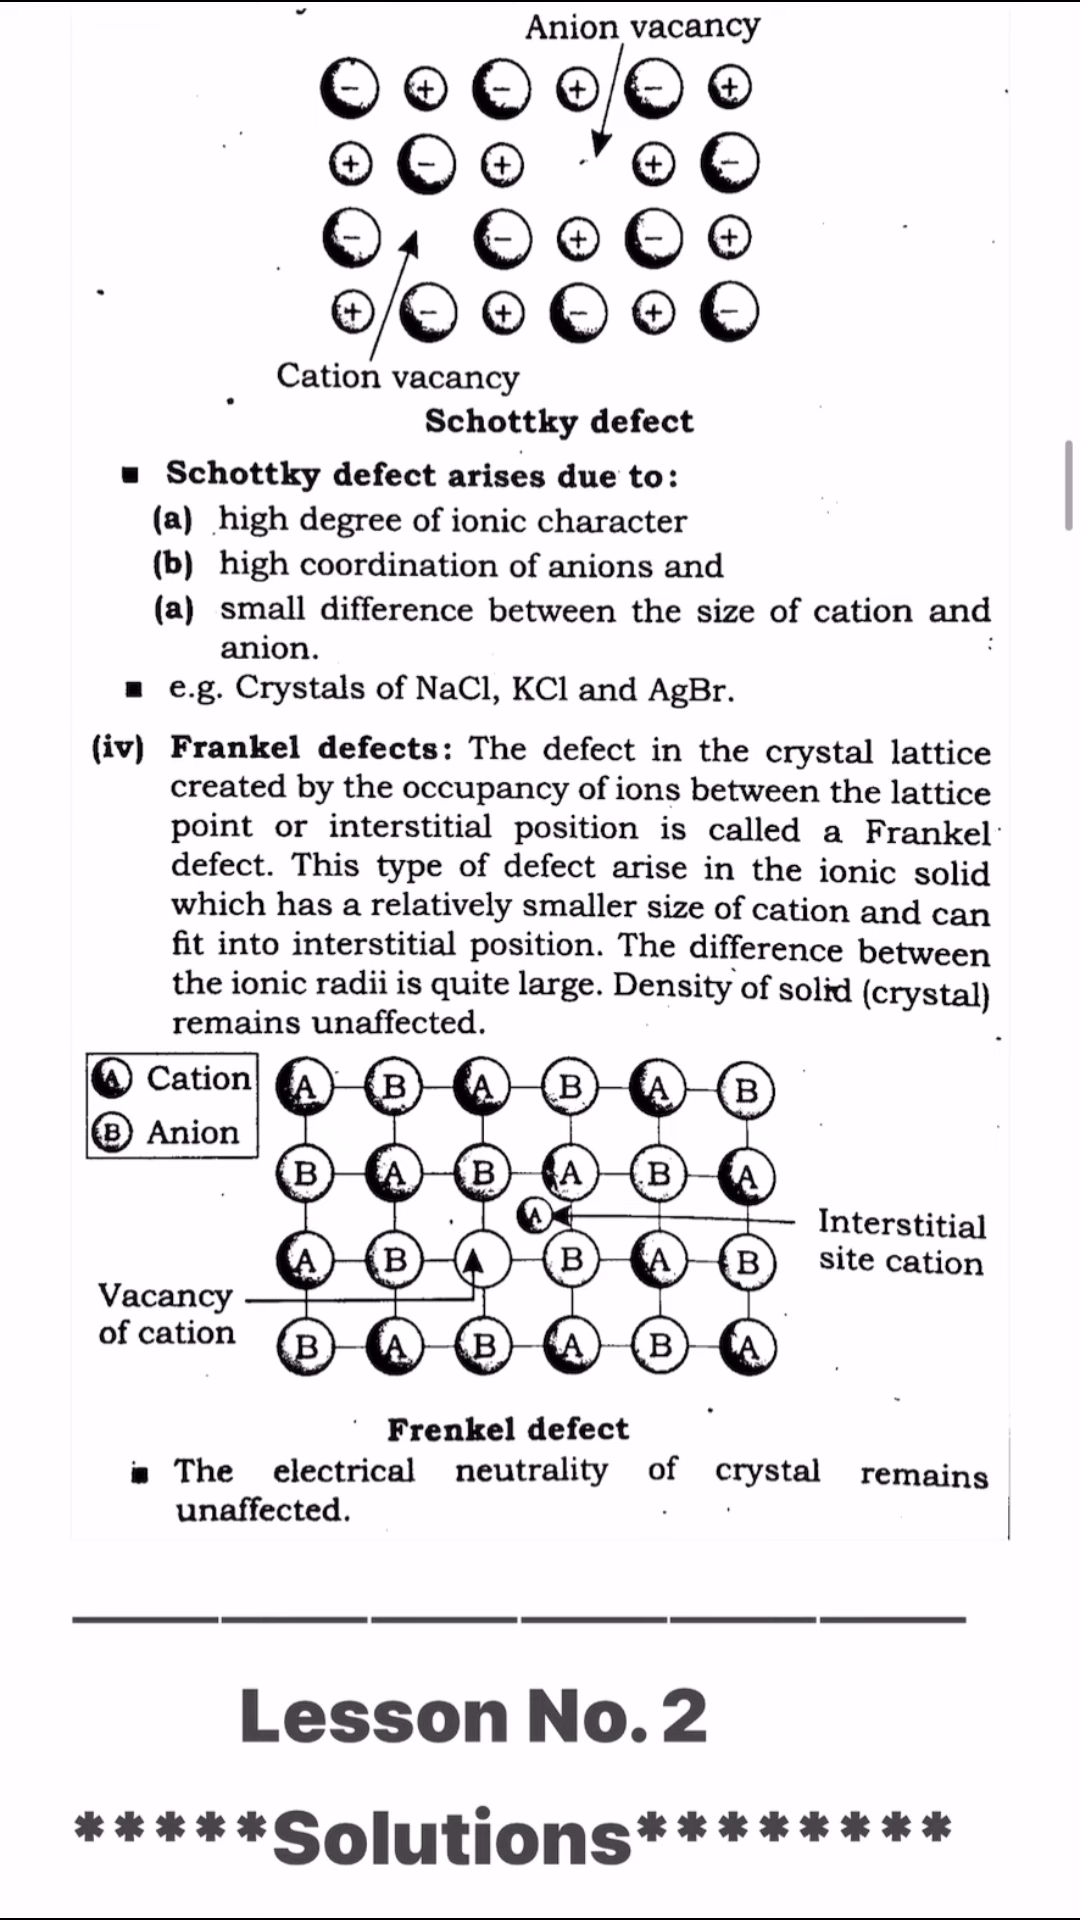 Anion vacancy
− + − + − +
+ − + + −
− − + − +
+ − + − + −
Cation vacancy
Schottky defect
■ Schottky defect arises due to:
(a) high degree of ionic character
(b) high coordination of anions and
(a) small difference between the size of cation and
anion.
■ e.g. Crystals of NaCl, KCl and AgBr.
(iv) Frankel defects: The defect in the crystal lattice
created by the occupancy of ions between the lattice
point or interstitial position is called a Frankel
defect. This type of defect arise in the ionic solid
which has a relatively smaller size of cation and can
fit into interstitial position. The difference between
the ionic radii is quite large. Density of solid (crystal)
remains unaffected.
A Cation
B Anion
A B A B A B
B A B A B A
A
Interstitial
site cation
A B B A B
Vacancy
of cation
B A B A B A
Frenkel defect
■ The electrical neutrality of crystal remains
unaffected.
Lesson No. 2
*****Solutions********